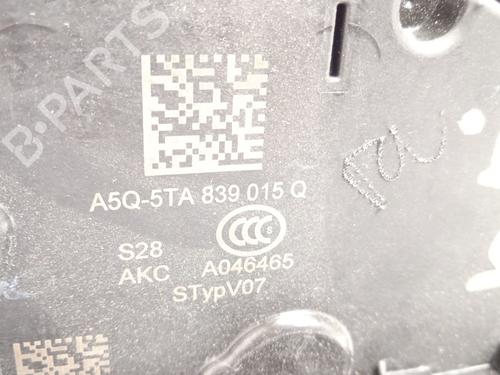 B-PARTS
A5Q-5TA 839 015 Q
CCC
S28
AKC A046465
STypV07